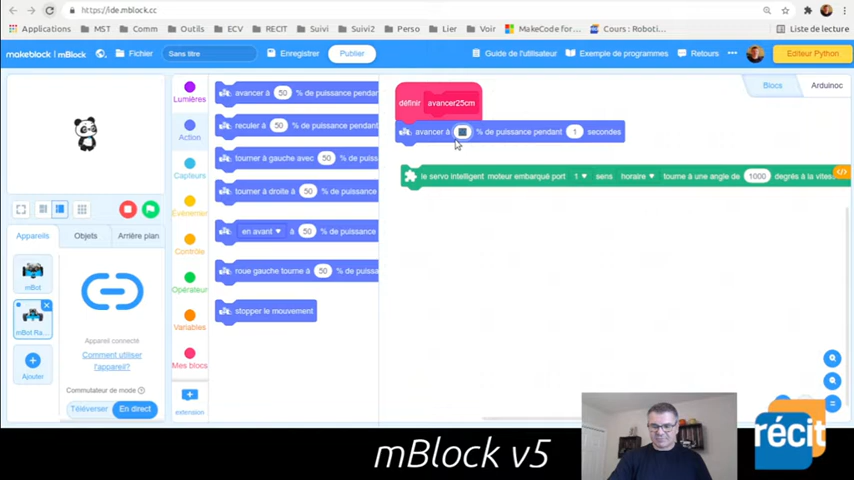 https://ide.mblock.cc
Applications
MST
Comm
Outils
ECV
RECIT
Suivi
Suivi2
Perso
Lier
Voir
MakeCode for...
Cours : Roboti...
Liste de lecture
makeblock | mBlock
Fichier
Sans titre
Enregistrer
Publier
Guide de l'utilisateur
Exemple de programmes
Retours
Editeur Python
Lumières
Action
Capteurs
Évènement
Contrôle
Opérateur
Variables
Mes blocs
extension
avancer à 50 % de puissance pendant
reculer à 50 % de puissance pendant
tourner à gauche avec 50 % de puiss
tourner à droite à 50 % de puissance
en avant à 50 % de puissance
roue gauche tourne à 50 % de puissa
stopper le mouvement
définir avancer25cm
avancer à % de puissance pendant 1 secondes
le servo intelligent moteur embarqué port 1 sens horaire tourne à une angle de 1000 degrés à la vites
Blocs
Arduinoc
Appareils
Objets
Arrière plan
mBot
mBot Ra...
Ajouter
Appareil connecté
Comment utiliser
l'appareil?
Commutateur de mode
Téléverser
En direct
mBlock v5
récit